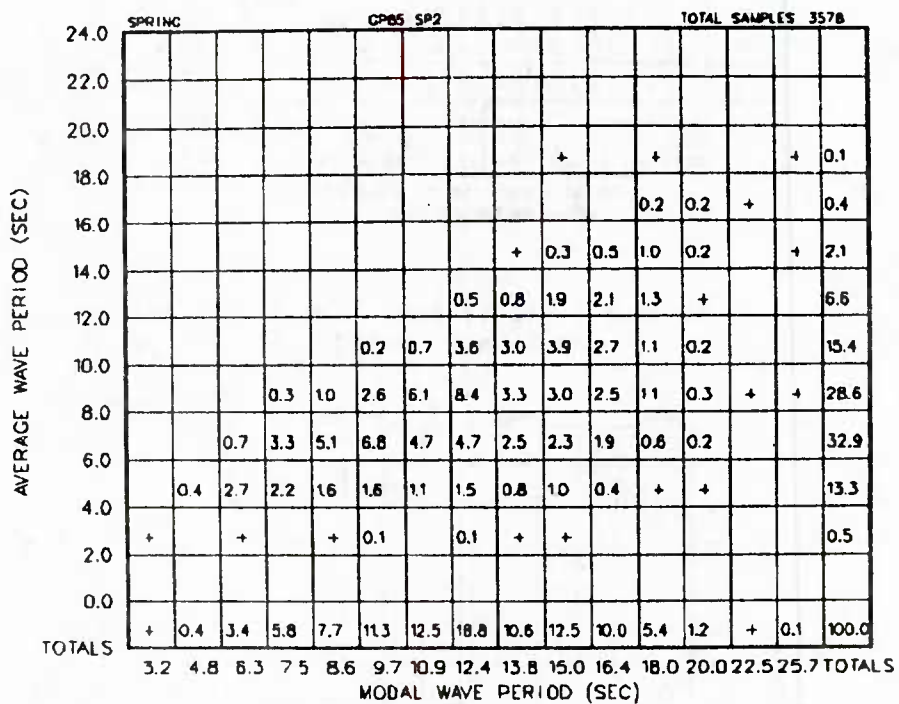 SPRING GP85 SP2 TOTAL SAMPLES 3578
24.0
22.0
20.0
+ + + 0.1
18.0
0.2 0.2 + 0.4
16.0
+ 0.3 0.5 1.0 0.2 + 2.1
14.0
0.5 0.8 1.9 2.1 1.3 + 6.6
12.0
0.2 0.7 3.6 3.0 3.9 2.7 1.1 0.2 15.4
10.0
0.3 1.0 2.6 6.1 8.4 3.3 3.0 2.5 1.1 0.3 + + 28.6
8.0
0.7 3.3 5.1 6.8 4.7 4.7 2.5 2.3 1.9 0.6 0.2 32.9
6.0
0.4 2.7 2.2 1.6 1.6 1.1 1.5 0.8 1.0 0.4 + + 13.3
4.0
+ + + 0.1 0.1 + + 0.5
2.0
0.0
+ 0.4 3.4 5.8 7.7 11.3 12.5 18.8 10.6 12.5 10.0 5.4 1.2 + 0.1 100.0
TOTALS
3.2 4.8 6.3 7.5 8.6 9.7 10.9 12.4 13.8 15.0 16.4 18.0 20.0 22.5 25.7 TOTALS
MODAL WAVE PERIOD (SEC)
AVERAGE WAVE PERIOD (SEC)